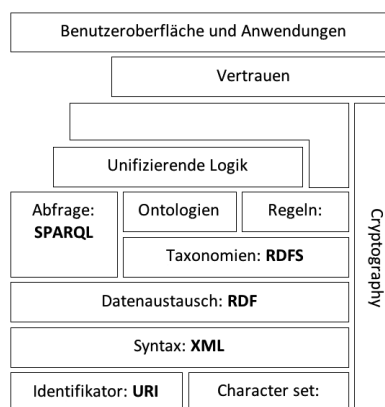 Benutzeroberfläche und Anwendungen
Vertrauen
Unifizierende Logik
Abfrage:
SPARQL
Ontologien
Regeln:
Taxonomien: RDFS
Datenaustausch: RDF
Syntax: XML
Identifikator: URI
Character set:
Cryptography